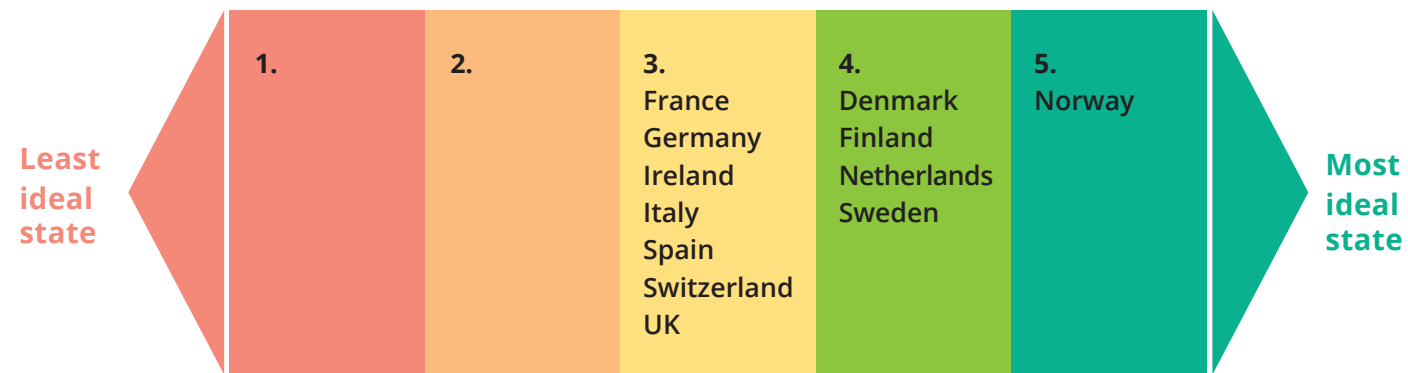 Least
ideal
state
1.
2.
3.
France
Germany
Ireland
Italy
Spain
Switzerland
UK
4.
Denmark
Finland
Netherlands
Sweden
5.
Norway
Most
ideal
state